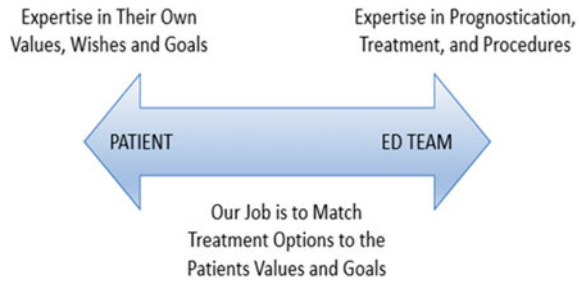 Expertise in Their Own
Values, Wishes and Goals
Expertise in Prognostication,
Treatment, and Procedures
PATIENT
ED TEAM
Our Job is to Match
Treatment Options to the
Patients Values and Goals